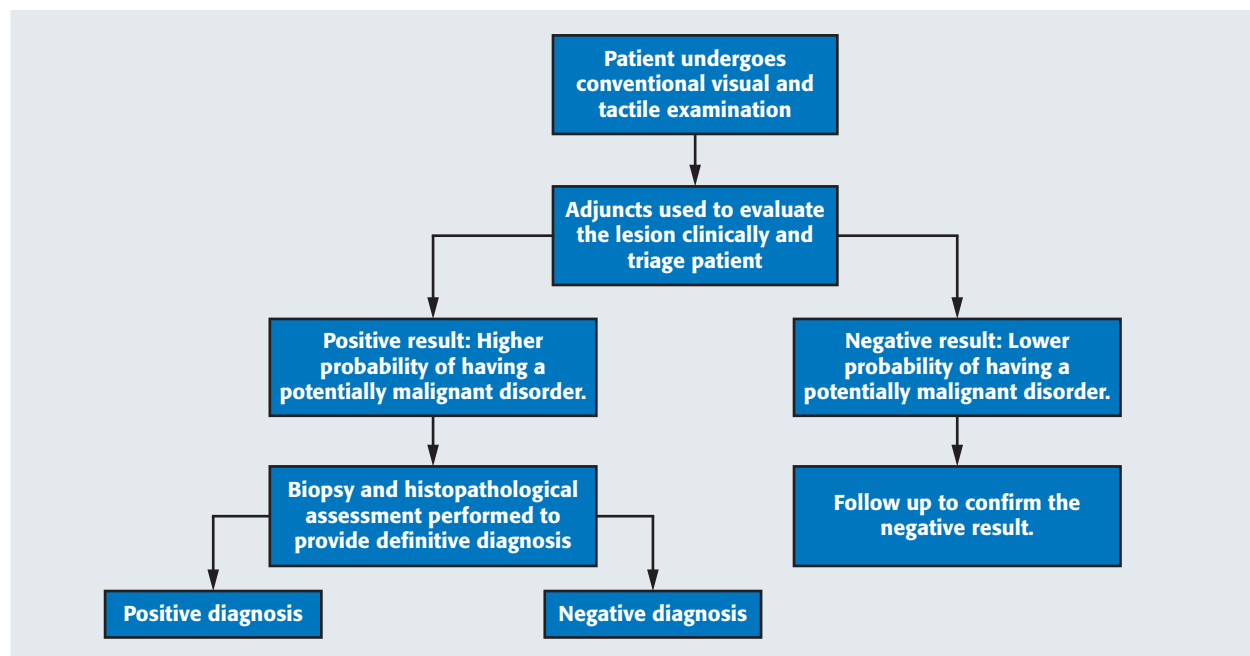 Patient undergoes
conventional visual and
tactile examination
Adjuncts used to evaluate
the lesion clinically and
triage patient
Positive result: Higher
probability of having a
potentially malignant disorder.
Negative result: Lower
probability of having a
potentially malignant disorder.
Biopsy and histopathological
assessment performed to
provide definitive diagnosis
Follow up to confirm the
negative result.
Positive diagnosis
Negative diagnosis